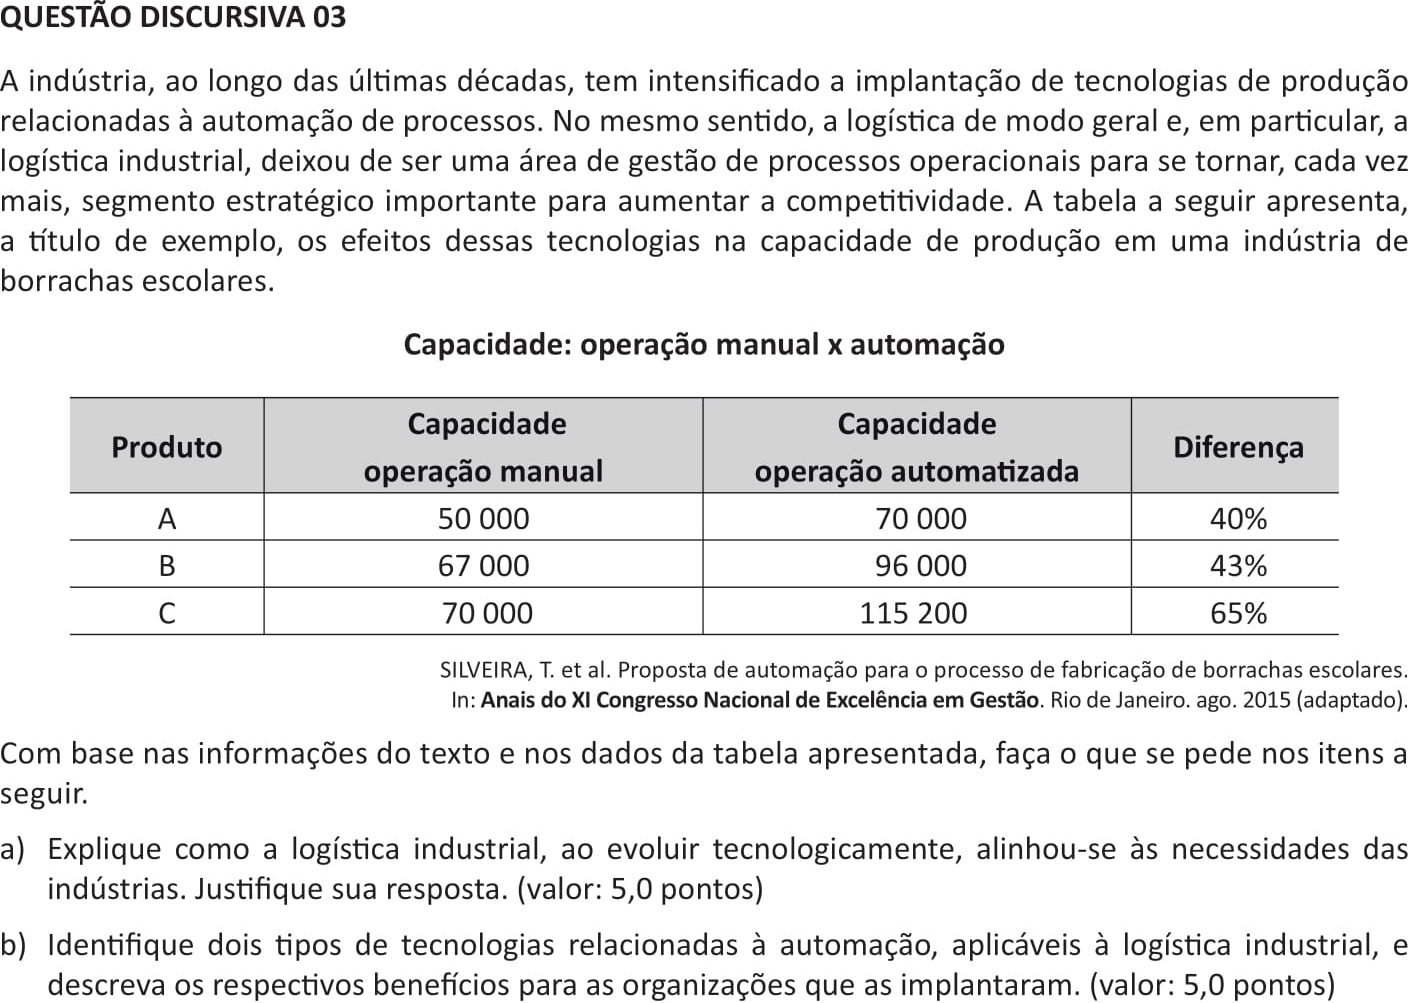 QUESTÃO DISCURSIVA 03
A indústria, ao longo das últimas décadas, tem intensificado a implantação de tecnologias de produção
relacionadas à automação de processos. No mesmo sentido, a logística de modo geral e, em particular, a
logística industrial, deixou de ser uma área de gestão de processos operacionais para se tornar, cada vez
mais, segmento estratégico importante para aumentar a competitividade. A tabela a seguir apresenta,
a título de exemplo, os efeitos dessas tecnologias na capacidade de produção em uma indústria de
borrachas escolares.
Capacidade: operação manual x automação
Produto Capacidade operação manual Capacidade operação automatizada Diferença
A 50 000 70 000 40%
B 67 000 96 000 43%
C 70 000 115 200 65%
SILVEIRA, T. et al. Proposta de automação para o processo de fabricação de borrachas escolares.
In: Anais do XI Congresso Nacional de Excelência em Gestão. Rio de Janeiro. ago. 2015 (adaptado).
Com base nas informações do texto e nos dados da tabela apresentada, faça o que se pede nos itens a
seguir.
a) Explique como a logística industrial, ao evoluir tecnologicamente, alinhou-se às necessidades das
indústrias. Justifique sua resposta. (valor: 5,0 pontos)
b) Identifique dois tipos de tecnologias relacionadas à automação, aplicáveis à logística industrial, e
descreva os respectivos benefícios para as organizações que as implantaram. (valor: 5,0 pontos)